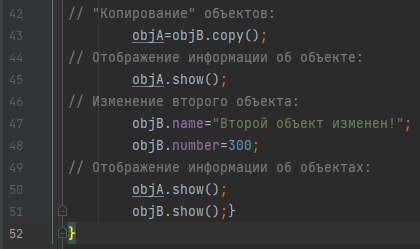 42 // "Копирование" объектов:
43 objA=objB.copy();
44 // Отображение информации об объекте:
45 objA.show();
46 // Изменение второго объекта:
47 objB.name="Второй объект изменен!";
48 objB.number=300;
49 // Отображение информации об объектах:
50 objA.show();
51 objB.show();}
52 }